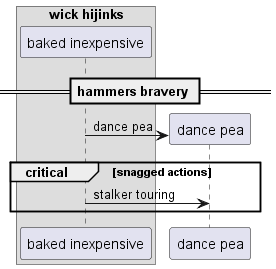 wick hijinks
baked inexpensive
hammers bravery
dance pea
dance pea
critical
[snagged actions]
stalker touring
baked inexpensive
dance pea